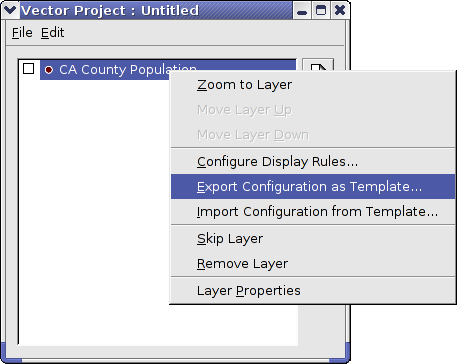 Vector Project : Untitled
File Edit
CA County Population
Zoom to Layer
Move Layer Up
Move Layer Down
Configure Display Rules...
Export Configuration as Template...
Import Configuration from Template...
Skip Layer
Remove Layer
Layer Properties